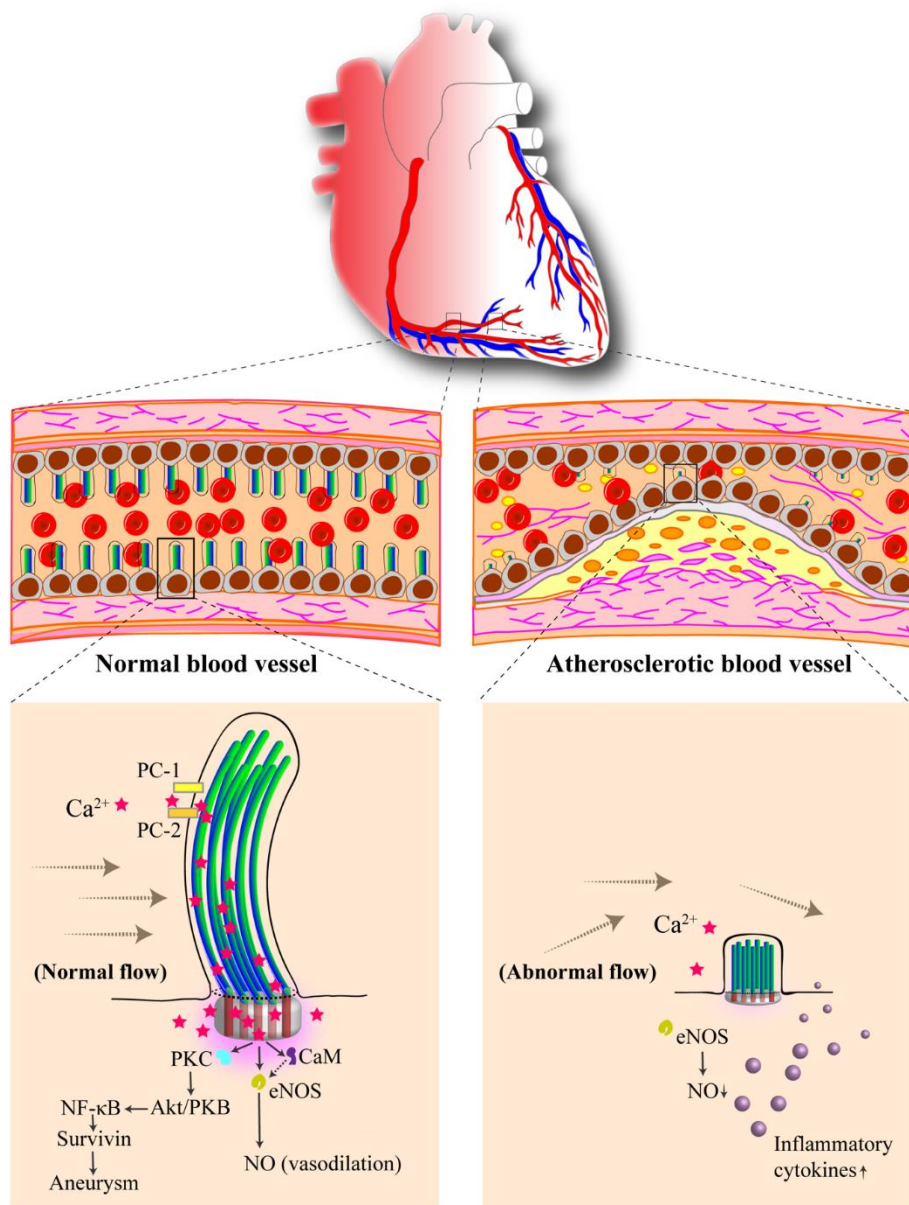 Normal blood vessel
Atherosclerotic blood vessel
PC-1
Ca²⁺
PC-2
(Normal flow)
PKC
CaM
eNOS
NF-κB
Akt/PKB
Survivin
NO (vasodilation)
Aneurysm
Ca²⁺
(Abnormal flow)
eNOS
NO↓
Inflammatory
cytokines↑